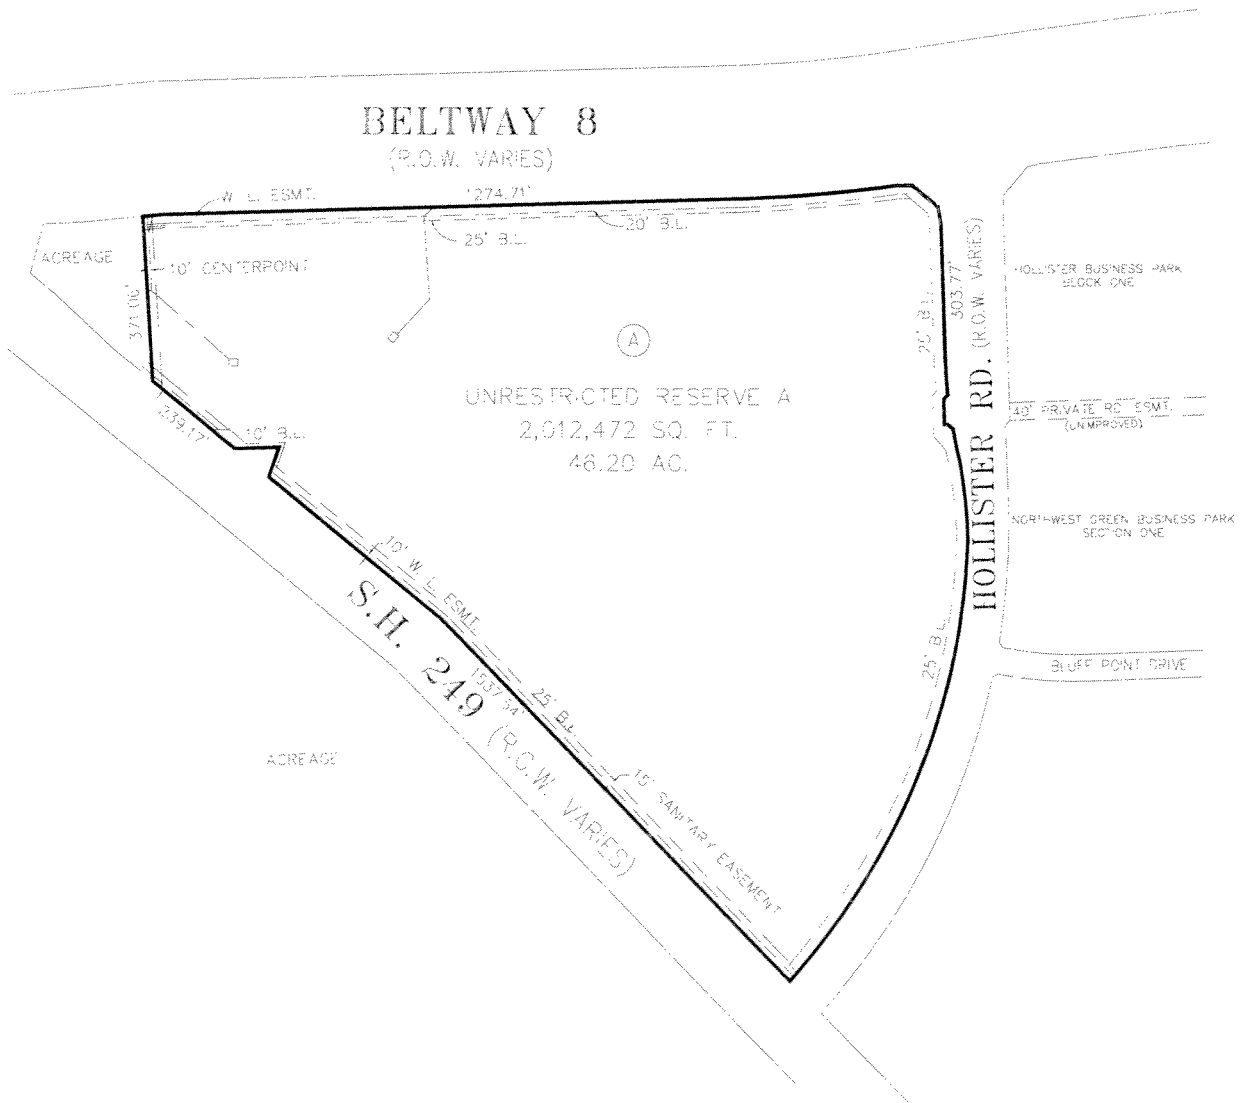 BELTWAY 8
(R.O.W. VARIES)
W. L. ESMT.
1274.71'
25' B.L.
20' B.L.
ACREAGE
10' CENTERPOINT
371.06'
239.17'
10' B.L.
A
UNRESTRICTED RESERVE A
2,012,472 SQ. FT.
46.20 AC.
25' B.L.
303.77'
HOLLISTER RD. (R.O.W. VARIES)
HOLLISTER BUSINESS PARK
BLOCK ONE
40' PRIVATE RD. ESMT.
(UNIMPROVED)
NORTHWEST GREEN BUSINESS PARK
SECTION ONE
BLUFF POINT DRIVE
25' B.L.
10' W. L. ESMT.
S.H. 249 (R.O.W. VARIES)
1537.54'
25' B.L.
15' SANITARY EASEMENT
ACREAGE